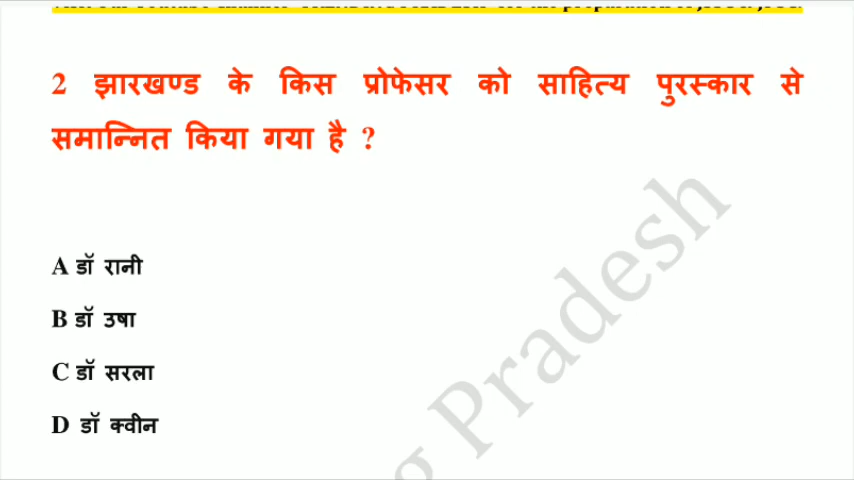 2 झारखण्ड के किस प्रोफेसर को साहित्य पुरस्कार से
समान्नित किया गया है ?
A डॉ रानी
B डॉ उषा
C डॉ सरला
D डॉ क्वीन
Pradesh